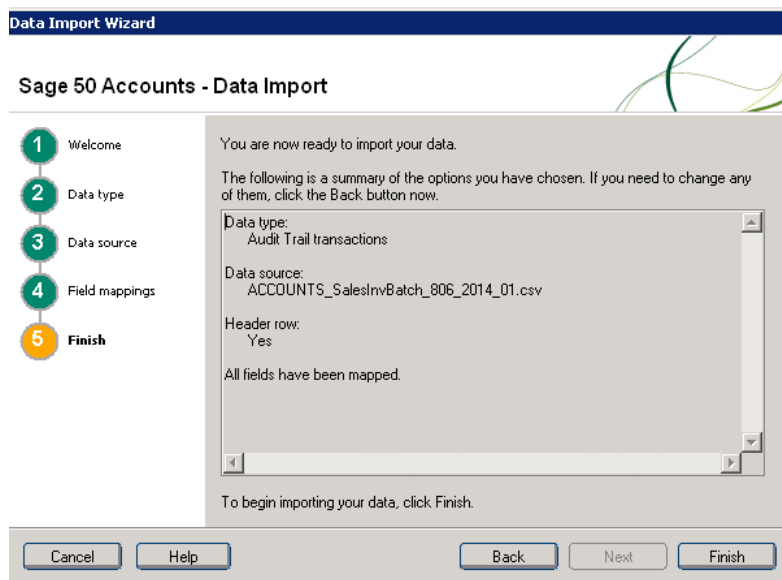 Data Import Wizard
Sage 50 Accounts - Data Import
1 Welcome
2 Data type
3 Data source
4 Field mappings
5 Finish
You are now ready to import your data.
The following is a summary of the options you have chosen. If you need to change any
of them, click the Back button now.
Data type:
Audit Trail transactions
Data source:
ACCOUNTS_SalesInvBatch_806_2014_01.csv
Header row:
Yes
All fields have been mapped.
To begin importing your data, click Finish.
Cancel Help Back Next Finish